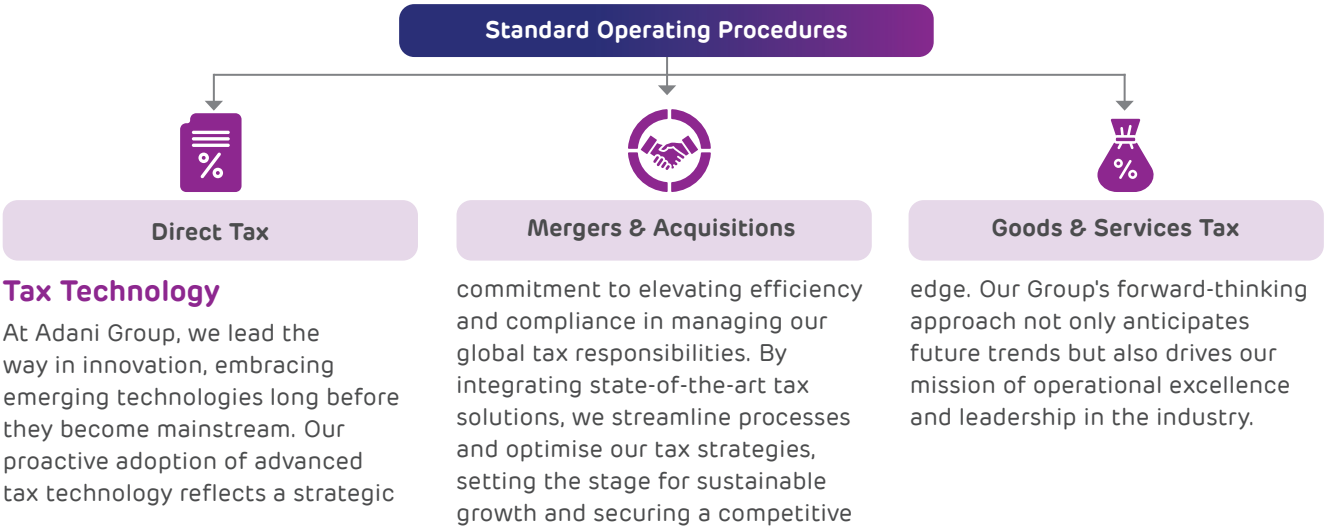 Standard Operating Procedures
%
%
Direct Tax
Mergers & Acquisitions
Goods & Services Tax
Tax Technology
At Adani Group, we lead the
way in innovation, embracing
emerging technologies long before
they become mainstream. Our
proactive adoption of advanced
tax technology reflects a strategic
commitment to elevating efficiency
and compliance in managing our
global tax responsibilities. By
integrating state-of-the-art tax
solutions, we streamline processes
and optimise our tax strategies,
setting the stage for sustainable
growth and securing a competitive
edge. Our Group's forward-thinking
approach not only anticipates
future trends but also drives our
mission of operational excellence
and leadership in the industry.